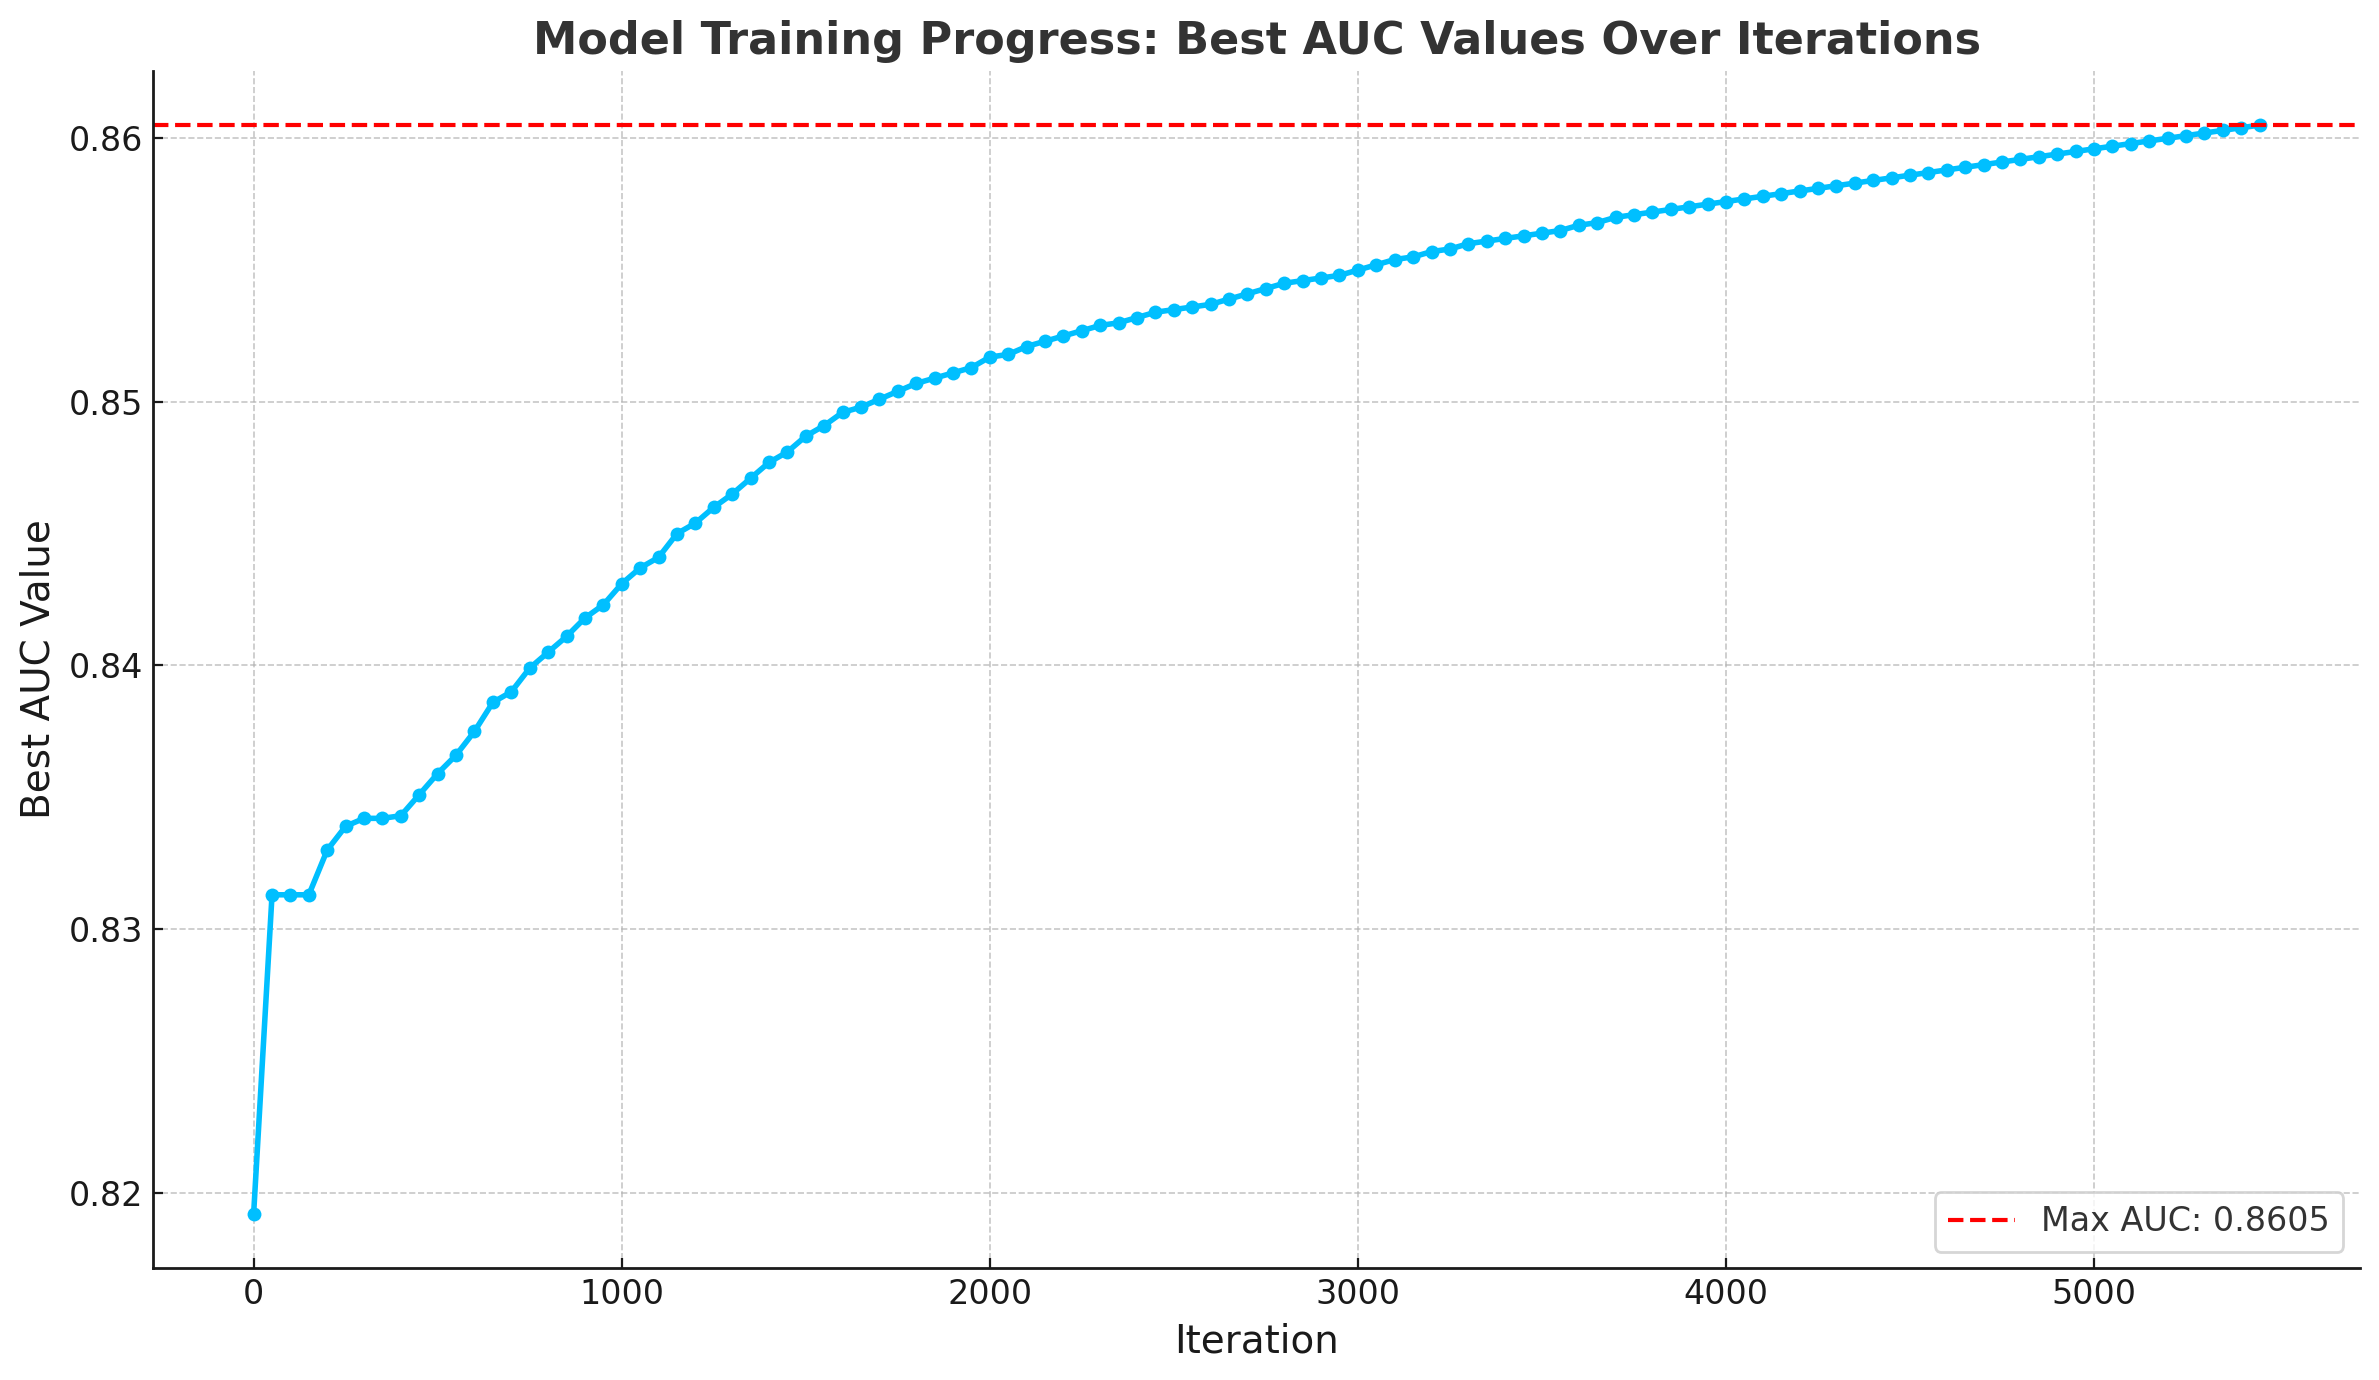 Model Training Progress: Best AUC Values Over Iterations
0.86
0.85
0.84
0.83
0.82
Best AUC Value
Max AUC: 0.8605
0 1000 2000 3000 4000 5000
Iteration